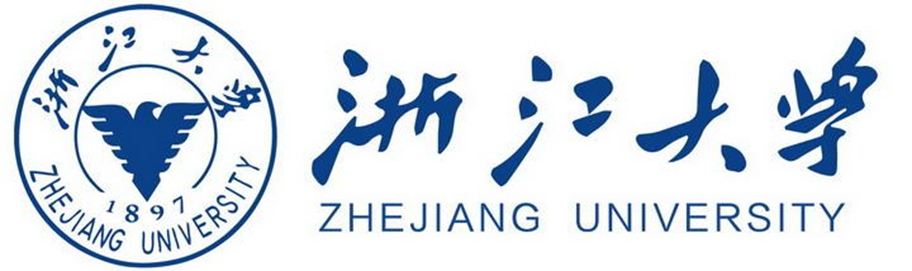 浙江大学
1897
ZHEJIANG UNIVERSITY
浙江大学
ZHEJIANG UNIVERSITY